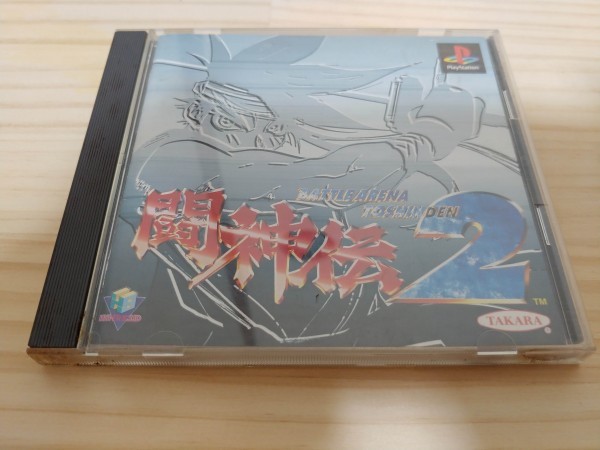 PlayStation
BATTLE ARENA
TOSHINDEN
闘神伝2
TM
TAKARA
®